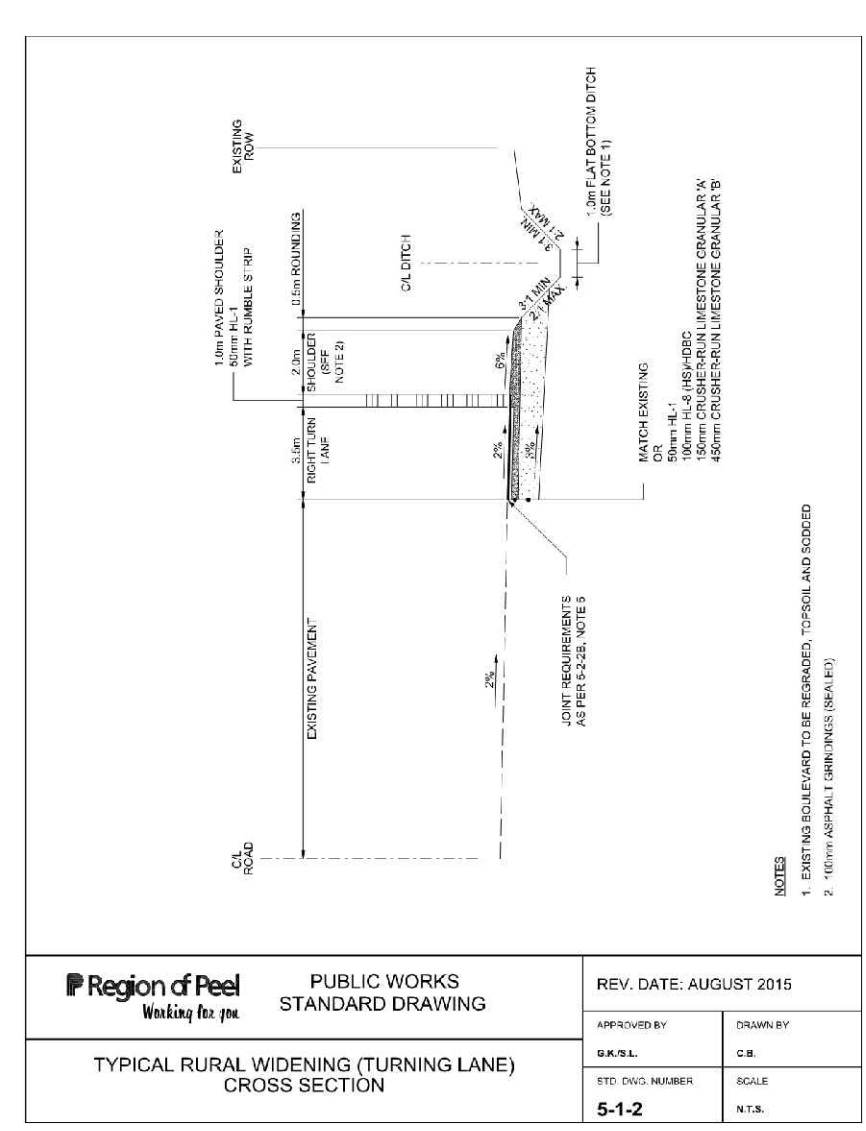 EXISTING
ROW
1.0m PAVED SHOULDER
50mm HL-1
WITH RUMBLE STRIP
0.5m ROUNDING
2.0m
SHOULDER
(SEE
NOTE 2)
3.5m
RIGHT TURN
LANE
EXISTING PAVEMENT
C/L
ROAD
C/L DITCH
1.0m FLAT BOTTOM DITCH
(SEE NOTE 1)
3:1 MIN.
2:1 MAX.
3:1 MIN
2:1 MAX.
6%
2%
3%
2%
MATCH EXISTING
OR
50mm HL-1
100mm HL-8 (HS)/HDBC
150mm CRUSHER-RUN LIMESTONE GRANULAR 'A'
450mm CRUSHER-RUN LIMESTONE GRANULAR 'B'
JOINT REQUIREMENTS
AS PER 5-2-2B, NOTE 5
NOTES
1. EXISTING BOULEVARD TO BE REGRADED, TOPSOIL AND SODDED
2. 100mm ASPHALT GRINDINGS (SEALED)
Region of Peel
Working for you
PUBLIC WORKS
STANDARD DRAWING
TYPICAL RURAL WIDENING (TURNING LANE)
CROSS SECTION
REV. DATE: AUGUST 2015
APPROVED BY
G.K./S.L.
DRAWN BY
C.B.
STD. DWG. NUMBER
5-1-2
SCALE
N.T.S.